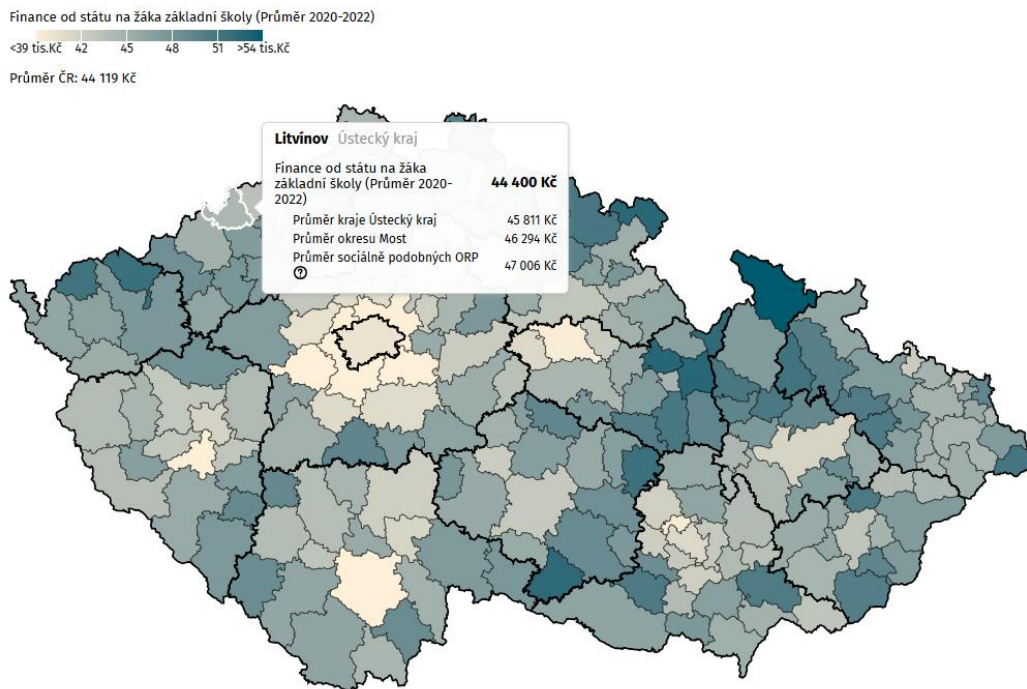 Finance od státu na žáka základní školy (Průměr 2020-2022)
<39 tis.Kč 42 45 48 51 >54 tis.Kč
Průměr ČR: 44 119 Kč
Litvínov Ústecký kraj
Finance od státu na žáka
základní školy (Průměr 2020-
2022)
44 400 Kč
Průměr kraje Ústecký kraj 45 811 Kč
Průměr okresu Most 46 294 Kč
Průměr sociálně podobných ORP
?
47 006 Kč